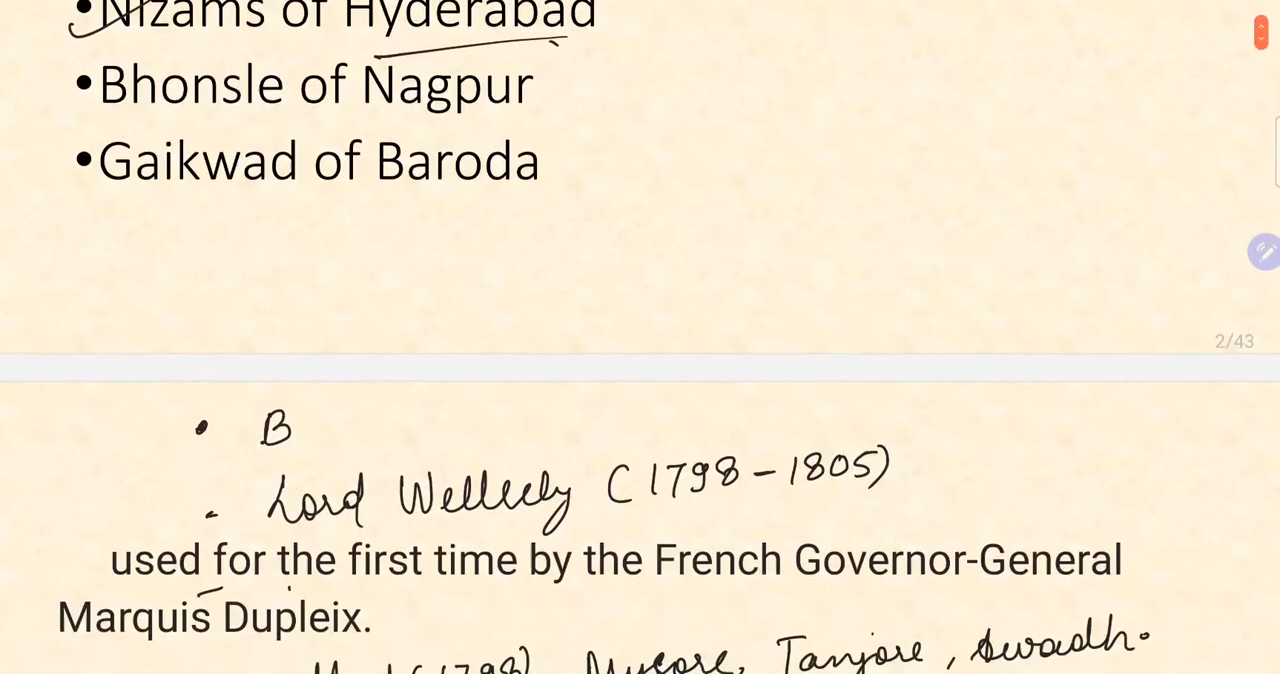 •Nizams of Hyderabad
•Bhonsle of Nagpur
•Gaikwad of Baroda
2/43
• B
- Lord Wellesly (1798-1805)
used for the first time by the French Governor-General
Marquis Dupleix.
(1798) Tanjore, Awadh.